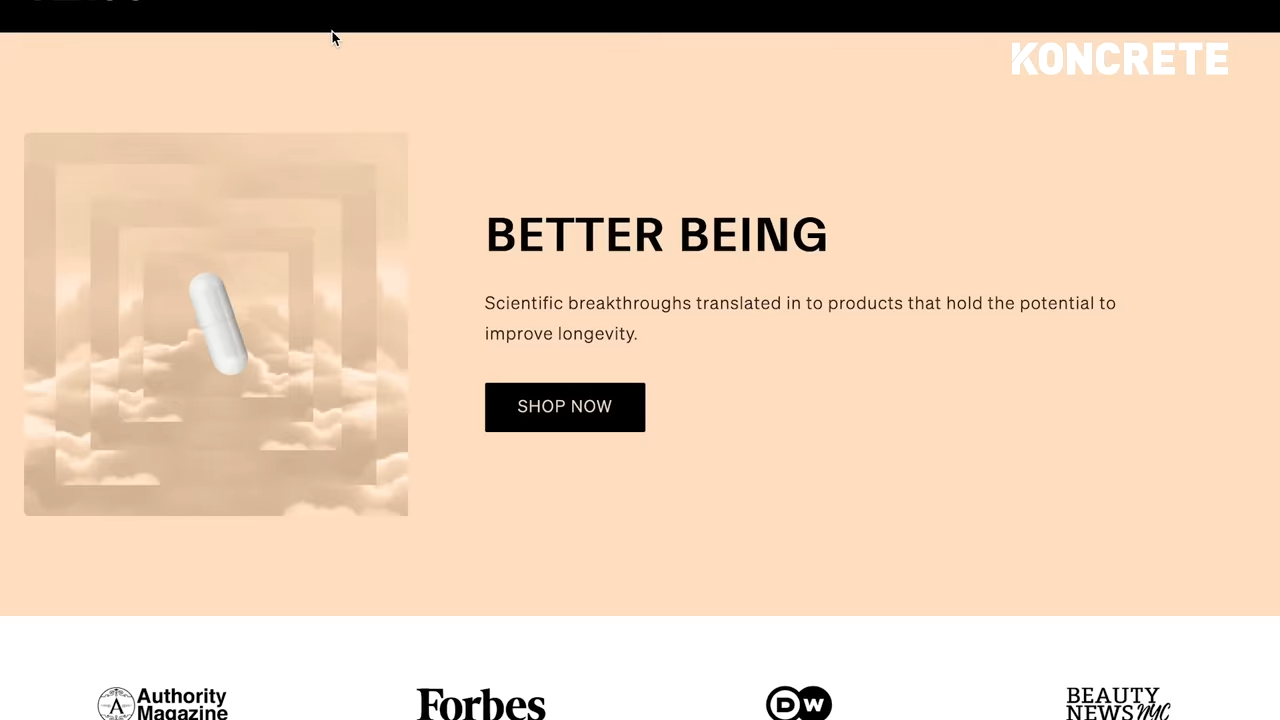 KONCRETE
BETTER BEING
Scientific breakthroughs translated in to products that hold the potential to
improve longevity.
SHOP NOW
A Authority
Magazine
Forbes
DW
BEAUTY
NEWS NYC